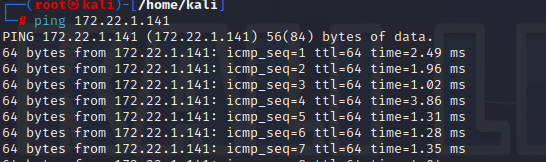 (root㉿kali)-[/home/kali]
# ping 172.22.1.141
PING 172.22.1.141 (172.22.1.141) 56(84) bytes of data.
64 bytes from 172.22.1.141: icmp_seq=1 ttl=64 time=2.49 ms
64 bytes from 172.22.1.141: icmp_seq=2 ttl=64 time=1.96 ms
64 bytes from 172.22.1.141: icmp_seq=3 ttl=64 time=1.02 ms
64 bytes from 172.22.1.141: icmp_seq=4 ttl=64 time=3.86 ms
64 bytes from 172.22.1.141: icmp_seq=5 ttl=64 time=1.31 ms
64 bytes from 172.22.1.141: icmp_seq=6 ttl=64 time=1.28 ms
64 bytes from 172.22.1.141: icmp_seq=7 ttl=64 time=1.35 ms